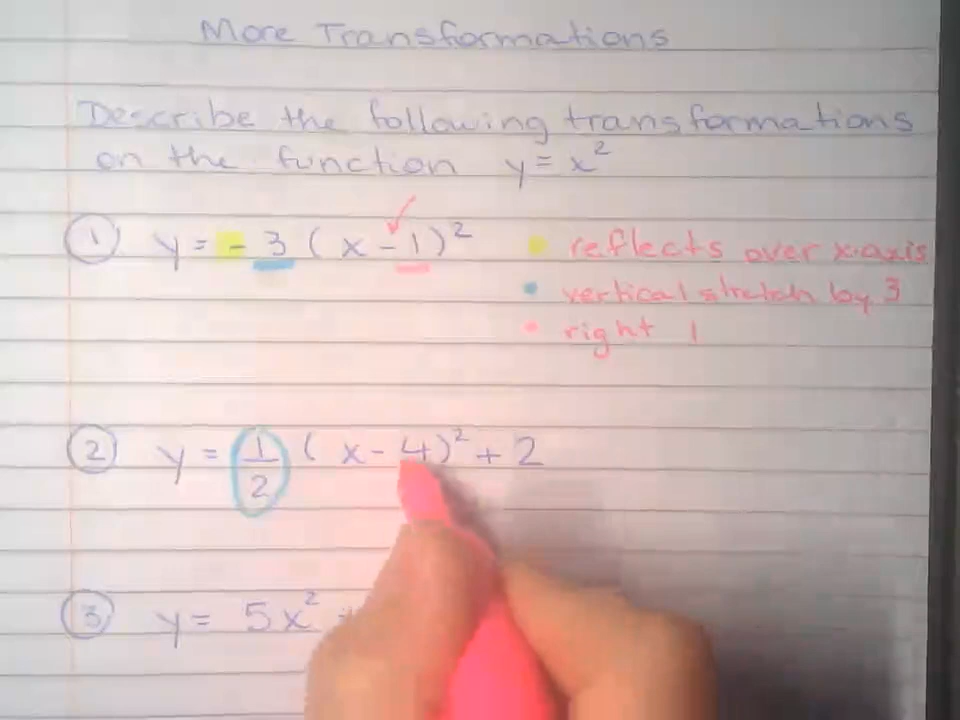 More Transformations
Describe the following transformations
on the function y = x²
① y = - 3 ( x - 1)² • reflects over x-axis
• vertical stretch by 3
• right 1
② y = 1/2 ( x - 4)² + 2
③ y = 5x²